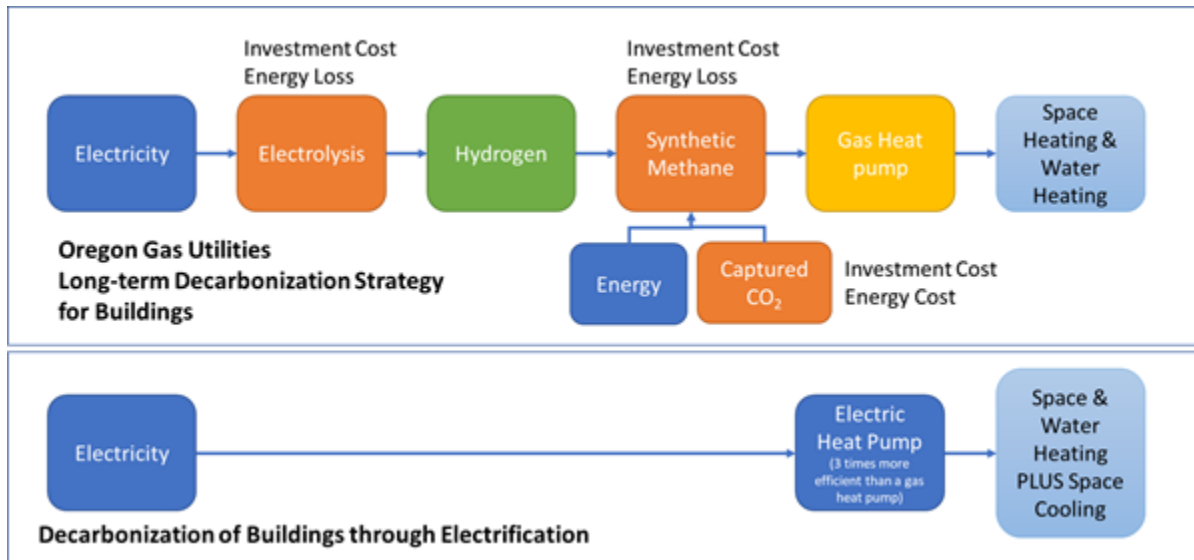 Investment Cost
Energy Loss
Investment Cost
Energy Loss
Electricity
Electrolysis
Hydrogen
Synthetic
Methane
Gas Heat
pump
Space
Heating &
Water
Heating
Oregon Gas Utilities
Long-term Decarbonization Strategy
for Buildings
Energy
Captured
CO₂
Investment Cost
Energy Cost
Electricity
Electric
Heat Pump
(3 times more
efficient than a gas
heat pump)
Space &
Water
Heating
PLUS Space
Cooling
Decarbonization of Buildings through Electrification